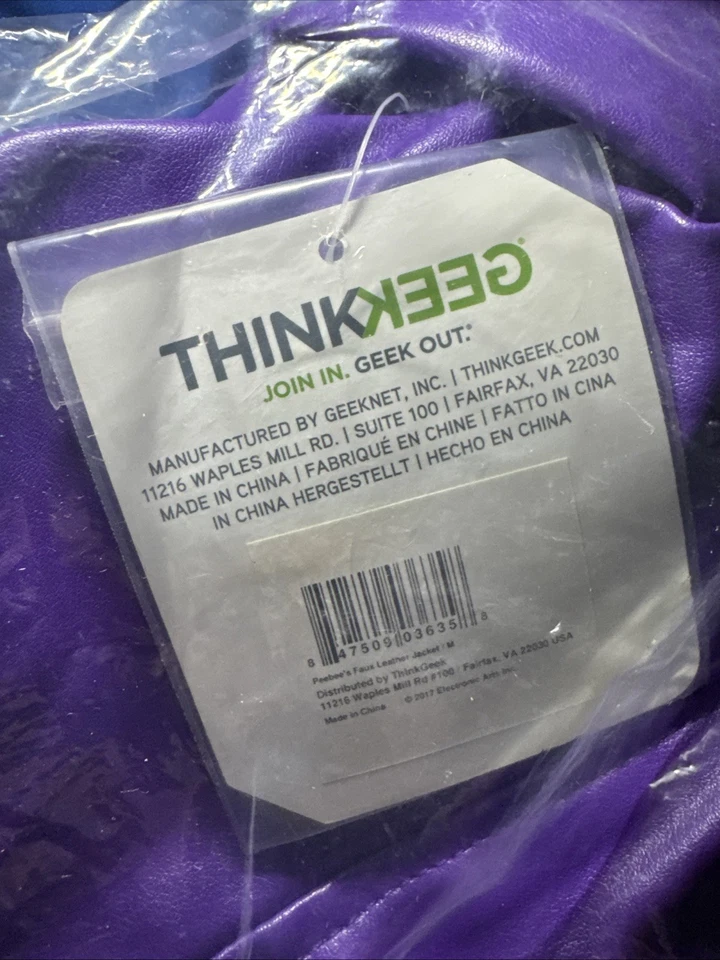 THINKGEEK
JOIN IN. GEEK OUT.®
MANUFACTURED BY GEEKNET, INC. | THINKGEEK.COM
11216 WAPLES MILL RD. | SUITE 100 | FAIRFAX, VA 22030
MADE IN CHINA | FABRIQUÉ EN CHINE | FATTO IN CINA
IN CHINA HERGESTELLT | HECHO EN CHINA
8 47509 03635 8
Peebee's Faux Leather Jacket / M
Distributed by ThinkGeek
11216 Waples Mill Rd #100 / Fairfax, VA 22030 USA
Made in China © 2017 Electronic Arts Inc.